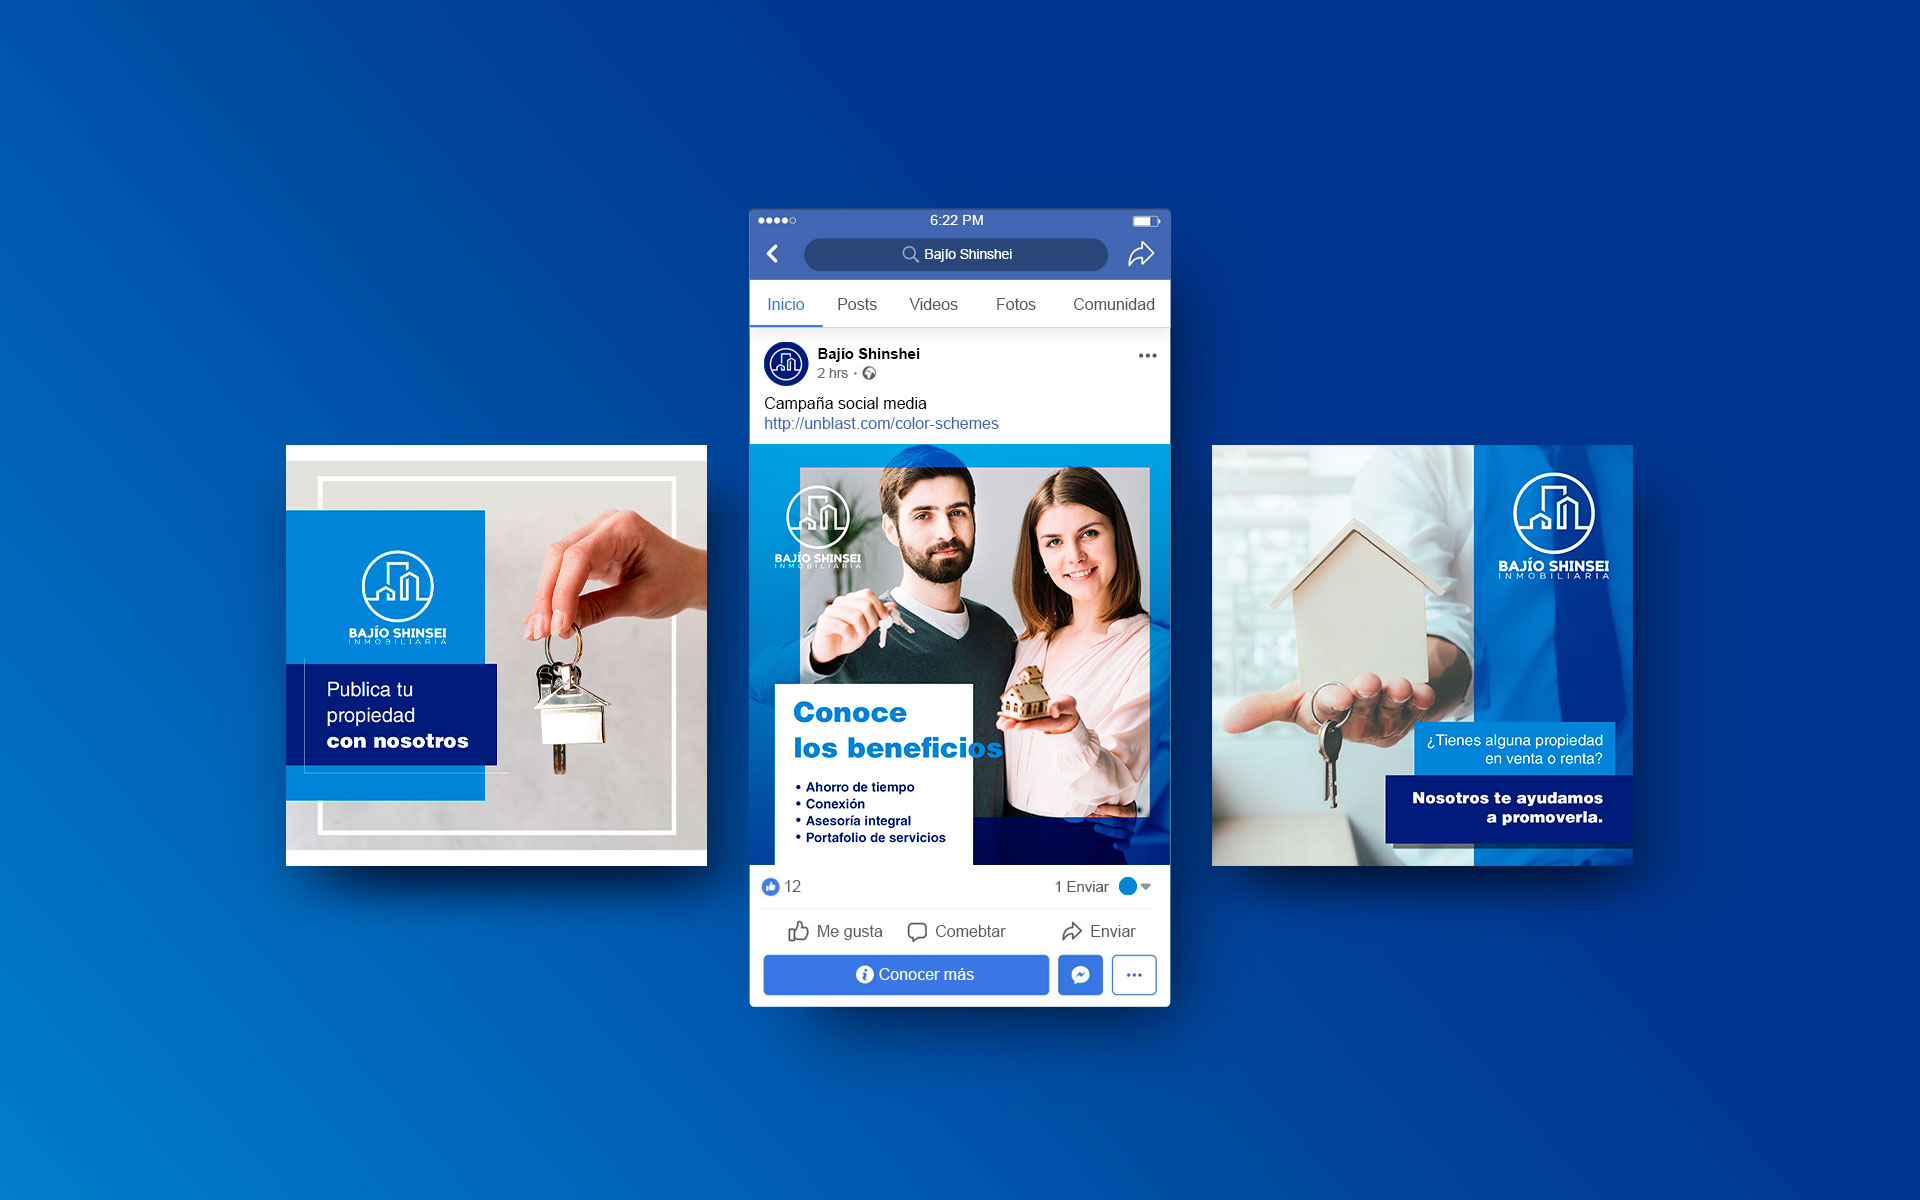 BAJÍO SHINSEI
INMOBILIARIA
Publica tu
propiedad
con nosotros
6:22 PM
Bajío Shinshei
Inicio
Posts
Videos
Fotos
Comunidad
Bajío Shinshei
2 hrs ·
Campaña social media
http://unblast.com/color-schemes
BAJÍO SHINSEI
INMOBILIARIA
Conoce
los beneficios
• Ahorro de tiempo
• Conexión
• Asesoría integral
• Portafolio de servicios
12
1 Enviar
Me gusta
Comebtar
Enviar
Conocer más
BAJÍO SHINSEI
INMOBILIARIA
¿Tienes alguna propiedad
en venta o renta?
Nosotros te ayudamos
a promoverla.